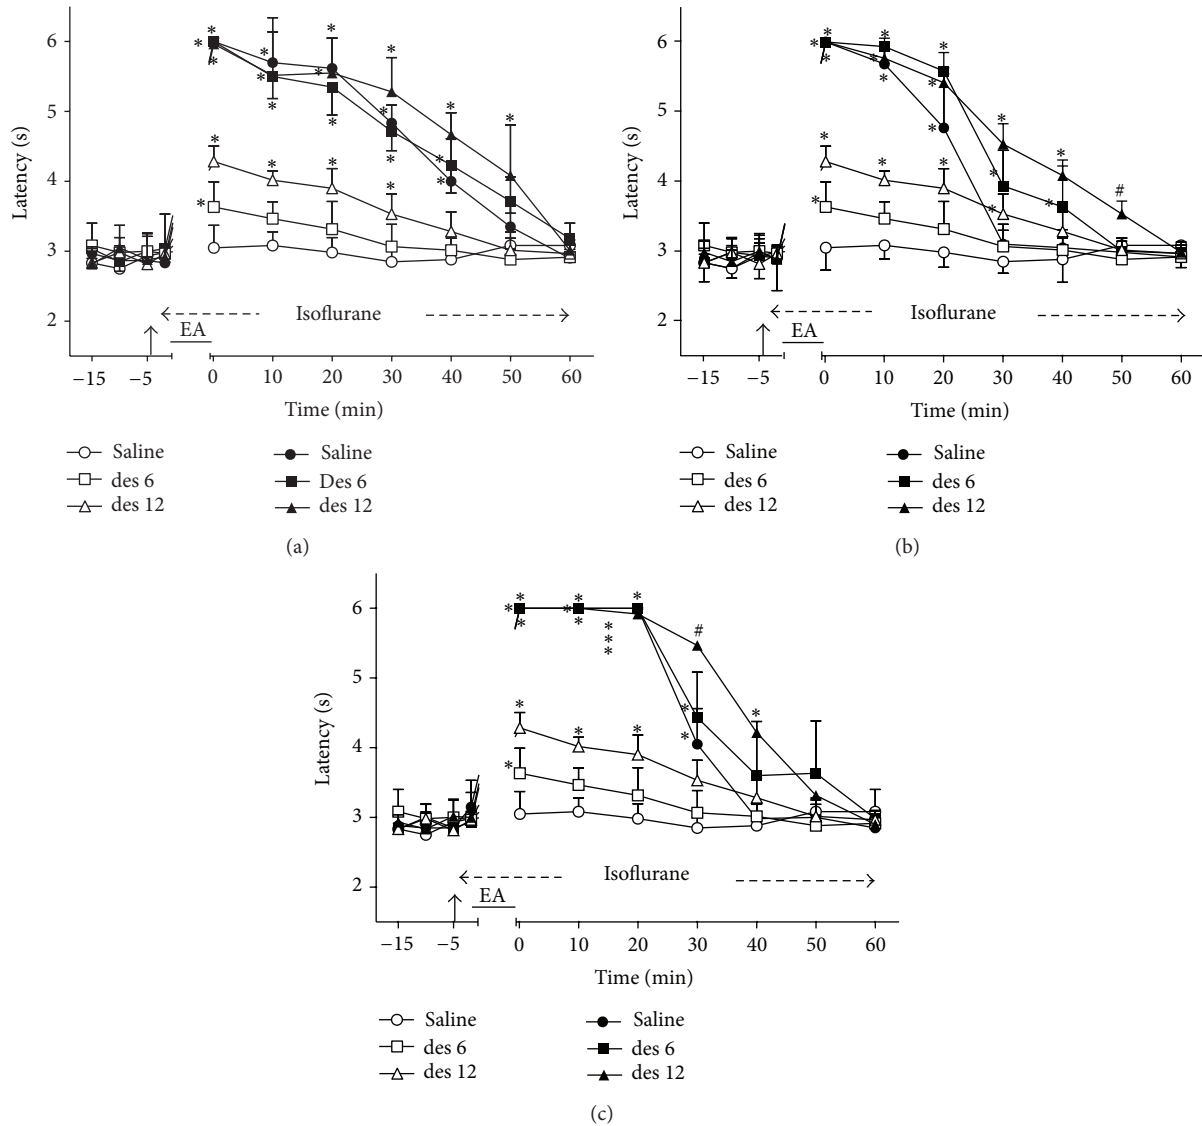 6
5
4
3
2
Latency (s)
* * * * * * * * * * * * * * * * * * * * * *
Isoflurane
EA
−15 −5 0 10 20 30 40 50 60
Time (min)
Saline Saline
des 6 Des 6
des 12 des 12
(a)
6
5
4
3
2
Latency (s)
* * * * * * * * * * * * * * * * *
#
Isoflurane
EA
−15 −5 0 10 20 30 40 50 60
Time (min)
Saline Saline
des 6 des 6
des 12 des 12
(b)
6
5
4
3
2
Latency (s)
* * * * * * * * * * * * * * * * *
#
Isoflurane
EA
−15 −5 0 10 20 30 40 50 60
Time (min)
Saline Saline
des 6 des 6
des 12 des 12
(c)